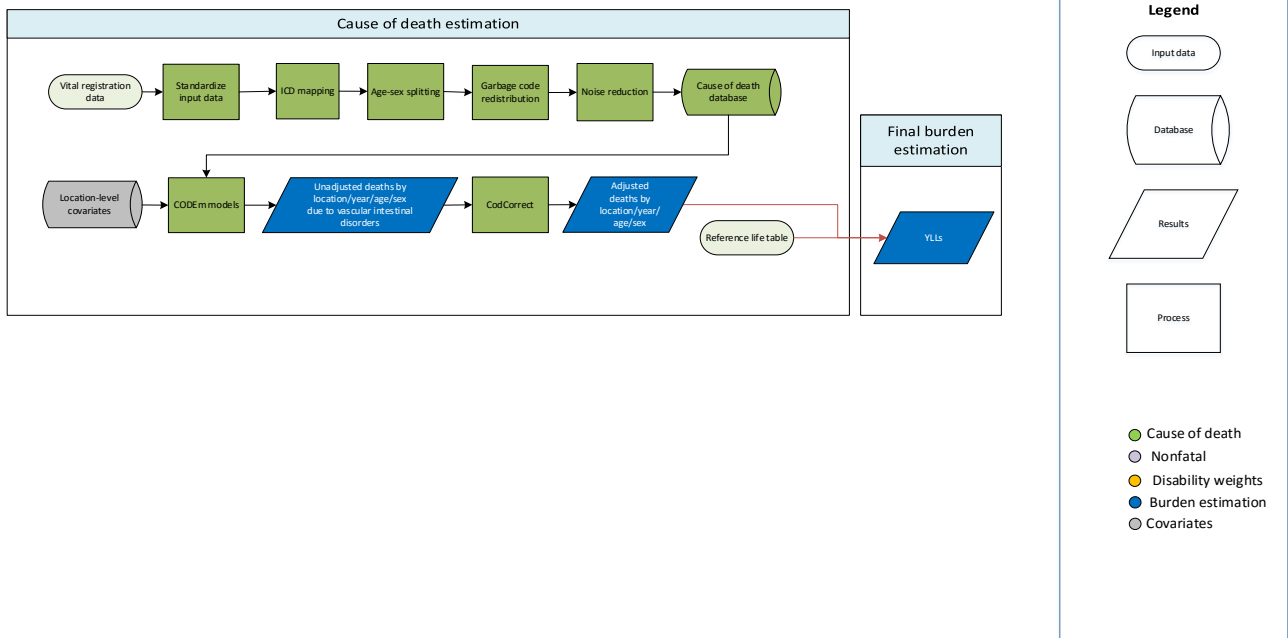 Cause of death estimation
Vital registration
data
Standardize
input data
ICD mapping
Age-sex splitting
Garbage code
redistribution
Noise reduction
Cause of death
database
Location-level
covariates
CODEm models
Unadjusted deaths by
location/year/age/sex
due to vascular intestinal
disorders
CodCorrect
Adjusted
deaths by
location/year/
age/sex
Reference life table
Final burden
estimation
YLLs
Legend
Input data
Database
Results
Process
Cause of death
Nonfatal
Disability weights
Burden estimation
Covariates